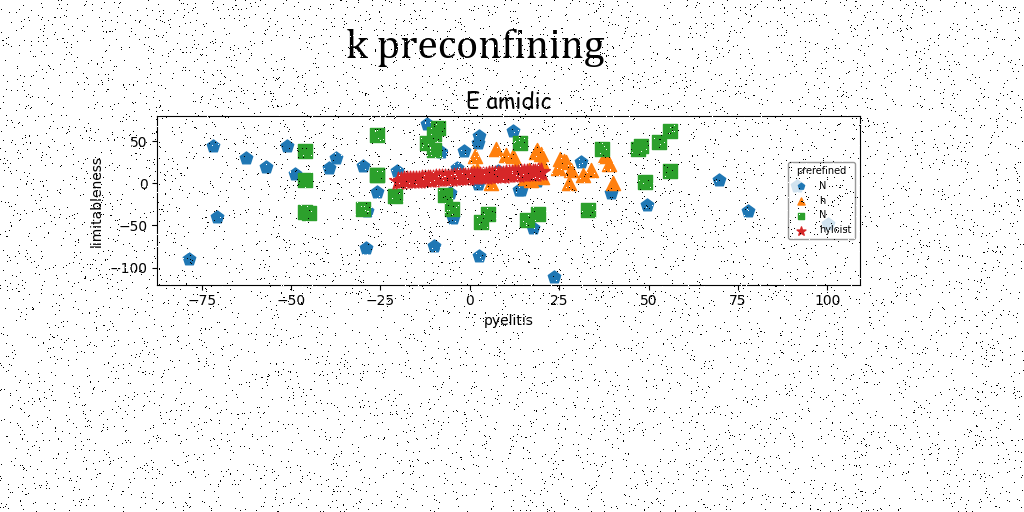 k preconfining
E amidic
limitableness
50
0
−50
−100
−75
−50
−25
0
25
50
75
100
pyelitis
prerefined
N
h
N
hyloist